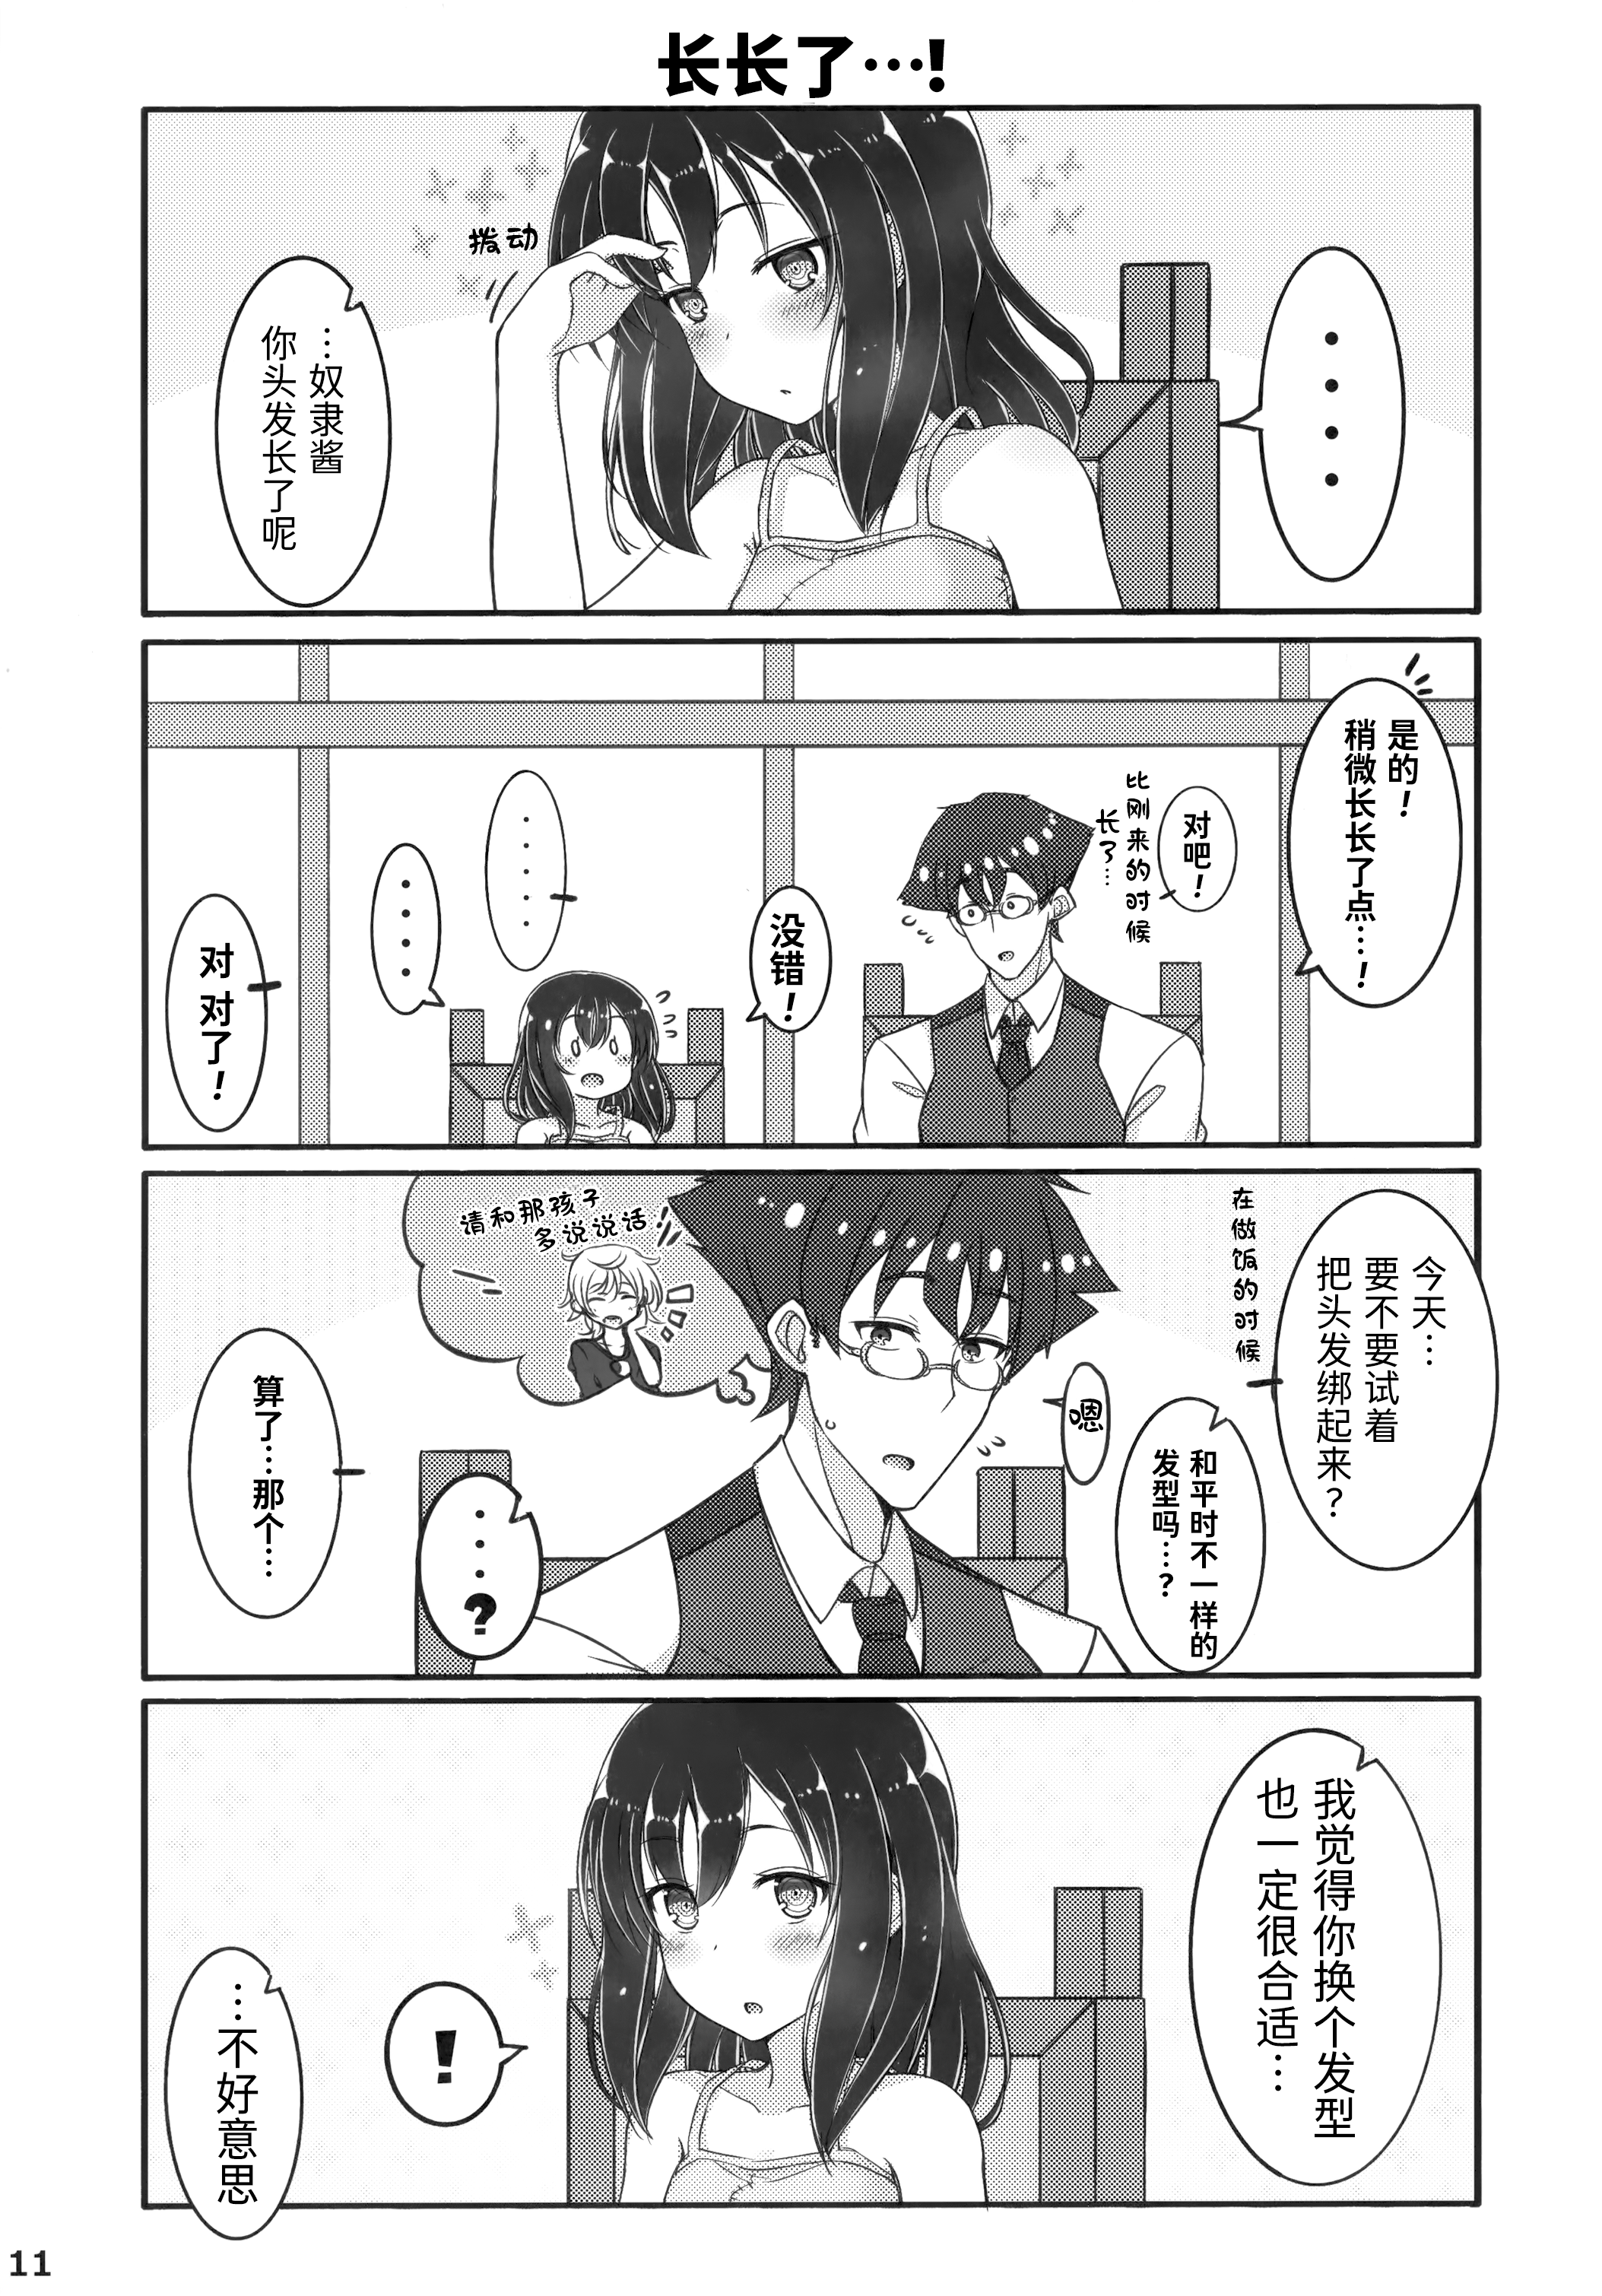 长长了…!
・・・・
拨动
…奴隶酱
你头发长了呢
是的!
稍微长长了点…!
对吧!
比刚来的时候
长了…
没错!
・・・・・
・・・・
对 对了!
今天…
要不要试着
把头发绑起来?
在做饭的时候
和平时不一样的
发型吗…?
嗯
请和那孩子
多说说话!!
・・・?
算了…那个…
我觉得你换个发型
也一定很合适…
!
…不好意思
11